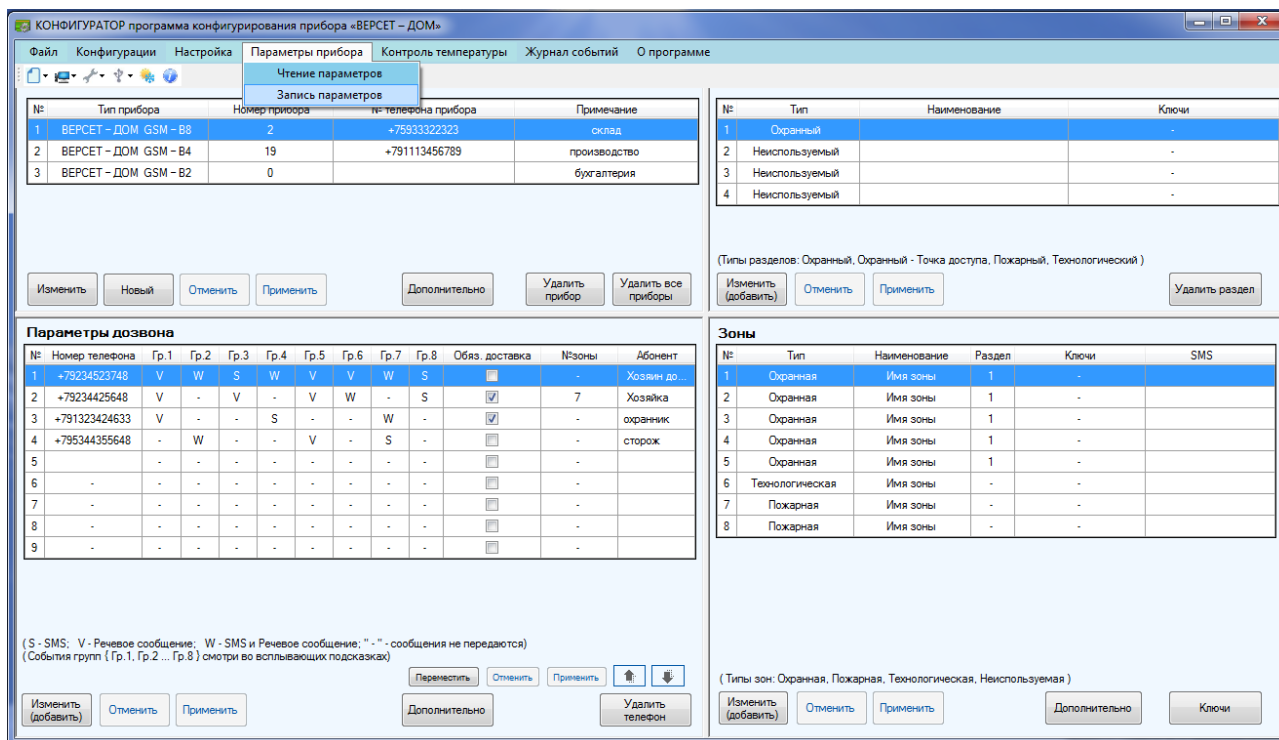 КОНФИГУРАТОР программа конфигурирования прибора «ВЕРСЕТ – ДОМ»
Файл Конфигурации Настройка Параметры прибора Контроль температуры Журнал событий О программе
Чтение параметров
Запись параметров
№ Тип прибора Номер прибора № телефона прибора Примечание
1 ВЕРСЕТ – ДОМ GSM – В8 2 +75933322323 склад
2 ВЕРСЕТ – ДОМ GSM – В4 19 +791113456789 производство
3 ВЕРСЕТ – ДОМ GSM – В2 0 бухгалтерия
Изменить Новый Отменить Применить Дополнительно Удалить прибор Удалить все приборы
№ Тип Наименование Ключи
1 Охранный -
2 Неиспользуемый -
3 Неиспользуемый -
4 Неиспользуемый -
(Типы разделов: Охранный, Охранный - Точка доступа, Пожарный, Технологический )
Изменить (добавить) Отменить Применить Удалить раздел
Параметры дозвона
№ Номер телефона Гр.1 Гр.2 Гр.3 Гр.4 Гр.5 Гр.6 Гр.7 Гр.8 Обяз. доставка №зоны Абонент
1 +79234523748 V W S W V V W S - Хозяин до...
2 +79234425648 V - V - V W - S 7 Хозяйка
3 +791323424633 V - - S - - W - - охранник
4 +795344355648 - W - - V - S - - сторож
5 - - - - - - - - -
6 - - - - - - - - - -
7 - - - - - - - - - -
8 - - - - - - - - - -
9 - - - - - - - - - -
( S - SMS; V - Речевое сообщение; W - SMS и Речевое сообщение; " - " - сообщения не передаются)
( События групп { Гр.1, Гр.2 ... Гр.8 } смотри во всплывающих подсказках)
Переместить Отменить Применить
Изменить (добавить) Отменить Применить Дополнительно Удалить телефон
Зоны
№ Тип Наименование Раздел Ключи SMS
1 Охранная Имя зоны 1 -
2 Охранная Имя зоны 1 -
3 Охранная Имя зоны 1 -
4 Охранная Имя зоны 1 -
5 Охранная Имя зоны 1 -
6 Технологическая Имя зоны - -
7 Пожарная Имя зоны - -
8 Пожарная Имя зоны - -
( Типы зон: Охранная, Пожарная, Технологическая, Неиспользуемая )
Изменить (добавить) Отменить Применить Дополнительно Ключи